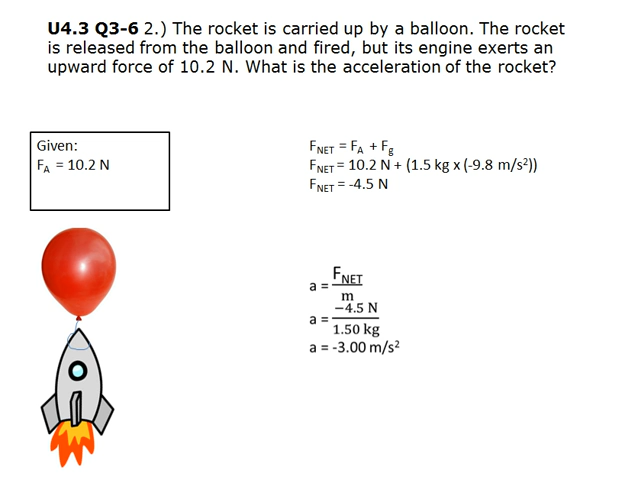 U4.3 Q3-6 2.) The rocket is carried up by a balloon. The rocket
is released from the balloon and fired, but its engine exerts an
upward force of 10.2 N. What is the acceleration of the rocket?
Given:
FA = 10.2 N
FNET = FA + Fg
FNET = 10.2 N + (1.5 kg x (-9.8 m/s²))
FNET = -4.5 N
a = FNET
m
a = −4.5 N
1.50 kg
a = -3.00 m/s²